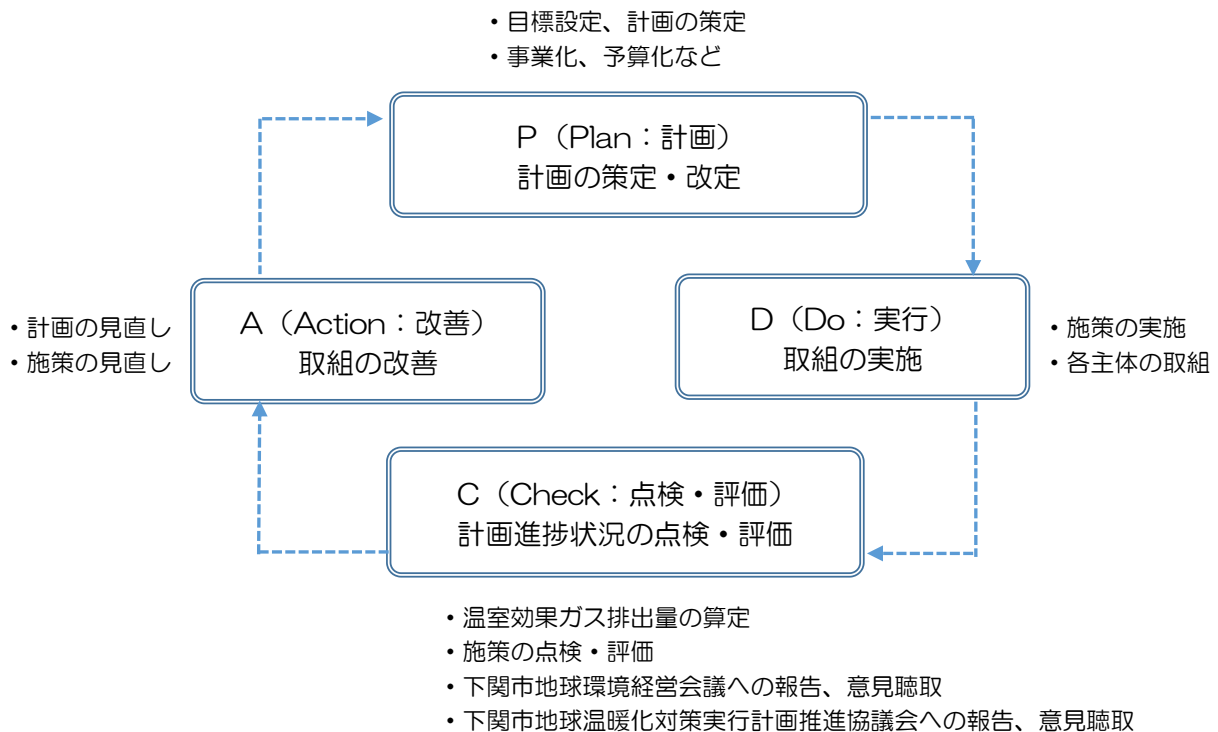 ・目標設定、計画の策定
・事業化、予算化など
P（Plan：計画）
計画の策定・改定
A（Action：改善）
取組の改善
・計画の見直し
・施策の見直し
D（Do：実行）
取組の実施
・施策の実施
・各主体の取組
C（Check：点検・評価）
計画進捗状況の点検・評価
・温室効果ガス排出量の算定
・施策の点検・評価
・下関市地球環境経営会議への報告、意見聴取
・下関市地球温暖化対策実行計画推進協議会への報告、意見聴取